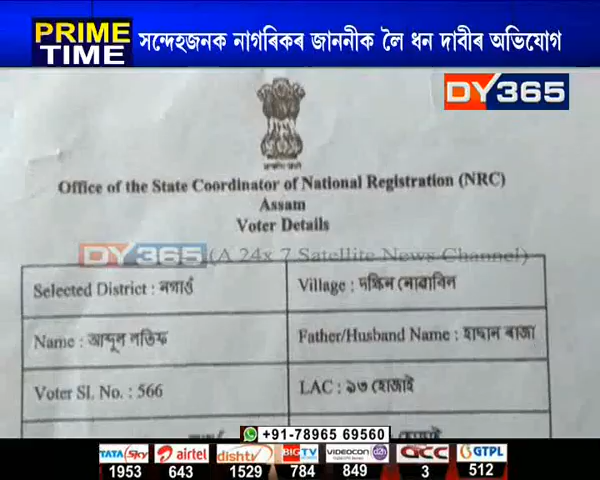 PRIME
TIME
সন্দেহজনক নাগৰিকৰ জাননীক লৈ ধন দাবীৰ অভিযোগ
DY365
Office of the State Coordinator of National Registration (NRC)
Assam
Voter Details
DY365 (A 24x 7 Satellite News Channel)
Selected District : নগাওঁ
Village : দক্ষিন
Name : আব্দুল লতিফ
Father/Husband Name : হাছান ৰাজা
Voter Sl. No. : 566
LAC : ৯৩ হোজাই
+91-78965 69560
TATA sky
airtel
dishtv
BIGTV
VIDEOCON d2h
acc
GTPL
1953
643
1529
784
849
3
512